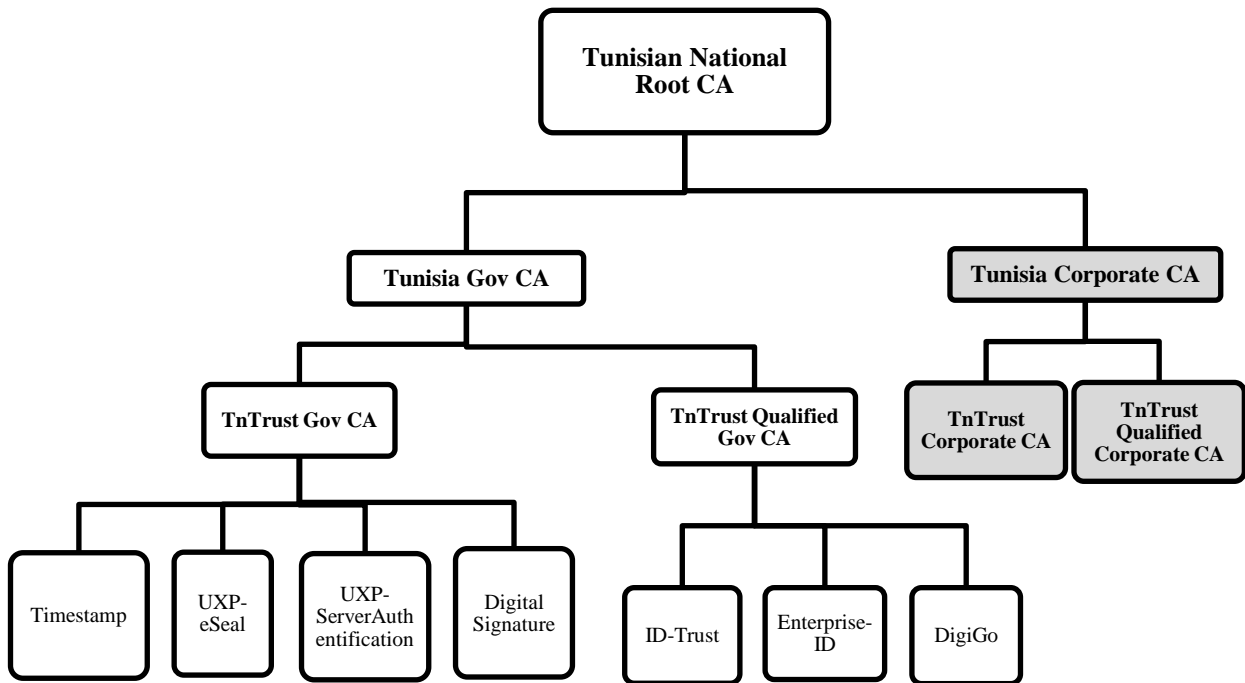 Tunisian National
Root CA
Tunisia Gov CA
Tunisia Corporate CA
TnTrust Gov CA
TnTrust Qualified
Gov CA
TnTrust
Corporate CA
TnTrust
Qualified
Corporate CA
Timestamp
UXP-
eSeal
UXP-
ServerAuth
entification
Digital
Signature
ID-Trust
Enterprise-
ID
DigiGo